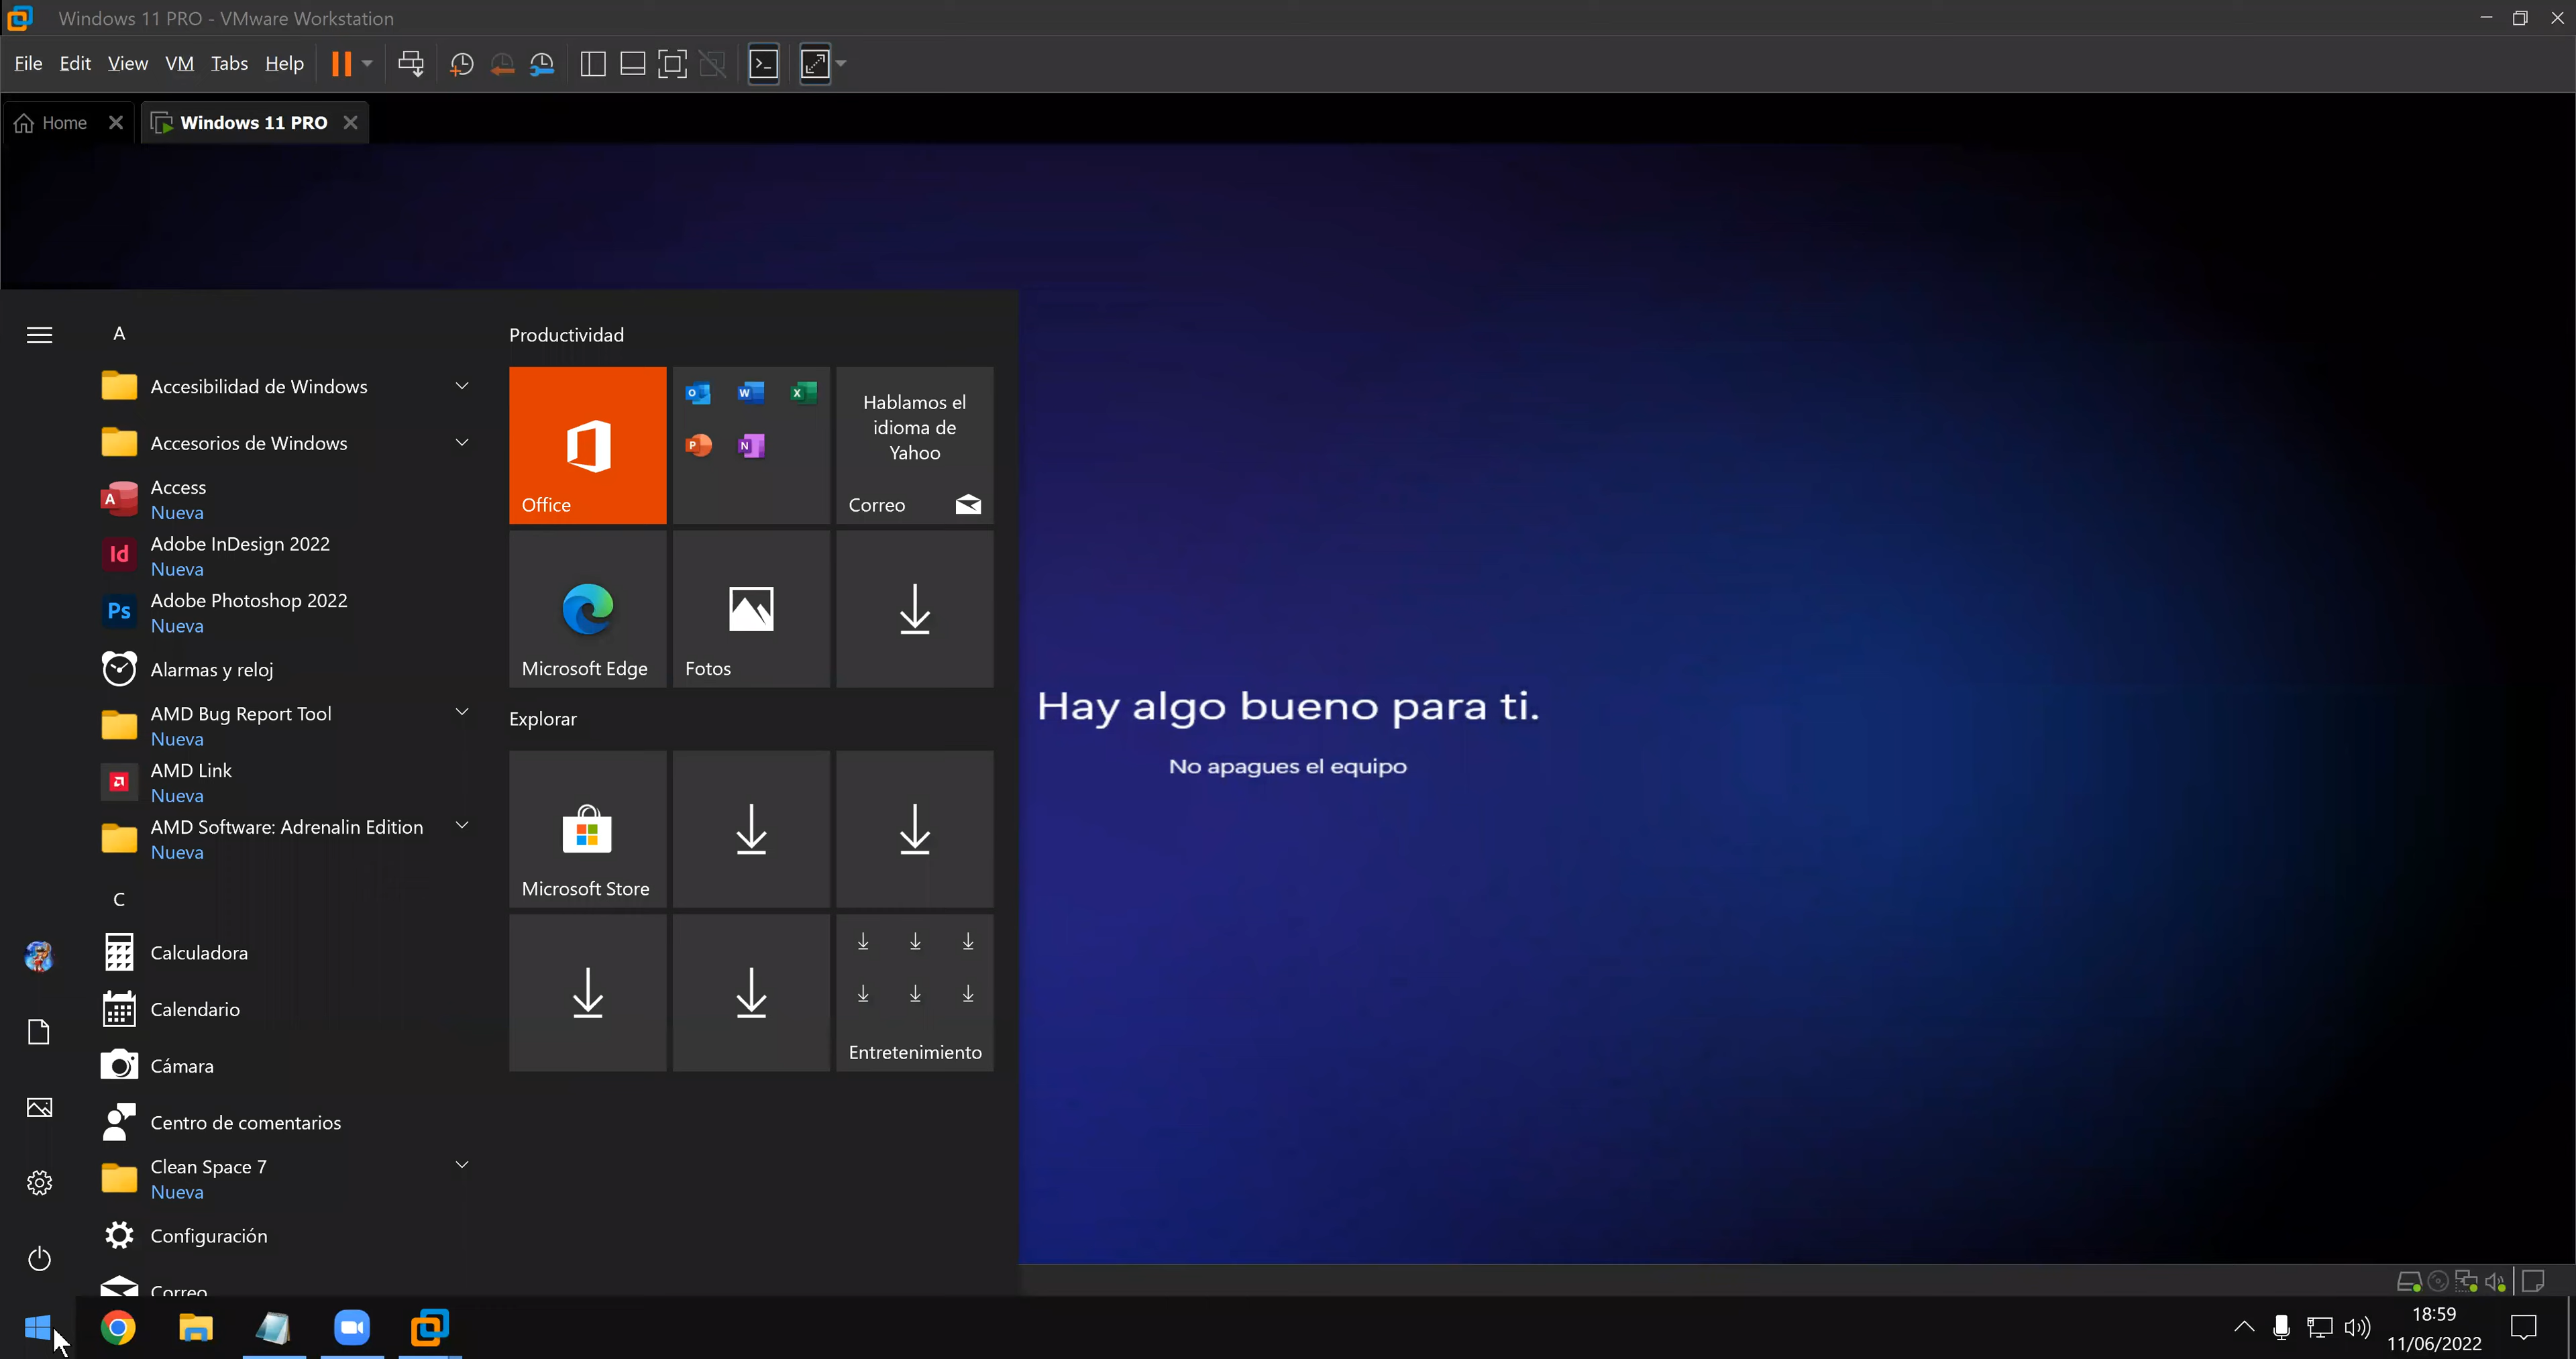 Windows 11 PRO - VMware Workstation
File Edit View VM Tabs Help
Home
Windows 11 PRO
A
Accesibilidad de Windows
Accesorios de Windows
Access
Nueva
Adobe InDesign 2022
Nueva
Adobe Photoshop 2022
Nueva
Alarmas y reloj
AMD Bug Report Tool
Nueva
AMD Link
Nueva
AMD Software: Adrenalin Edition
Nueva
C
Calculadora
Calendario
Cámara
Centro de comentarios
Clean Space 7
Nueva
Configuración
Correo
Productividad
Office
Hablamos el
idioma de
Yahoo
Correo
Microsoft Edge
Fotos
Explorar
Microsoft Store
Entretenimiento
Hay algo bueno para ti.
No apagues el equipo
18:59
11/06/2022